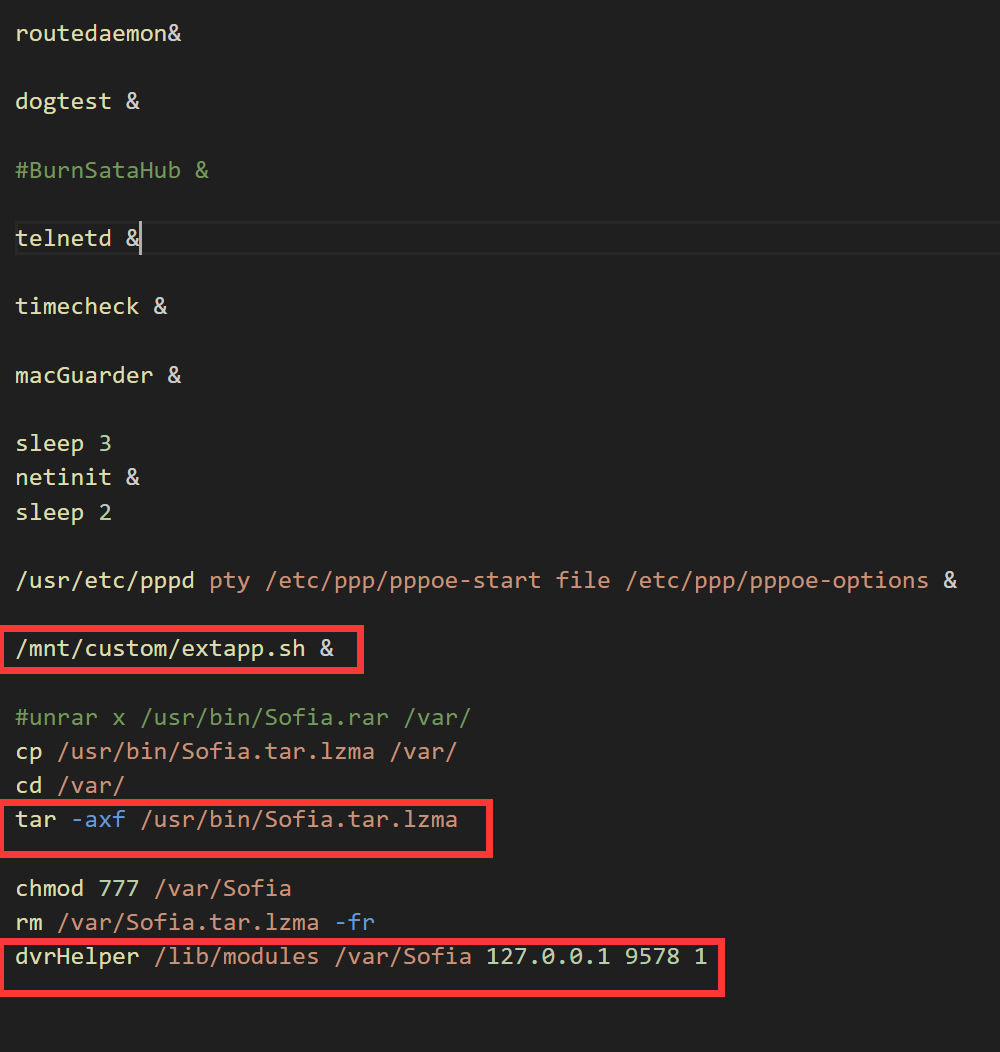 routedaemon&
dogtest &
#BurnSataHub &
telnetd &
timecheck &
macGuarder &
sleep 3
netinit &
sleep 2
/usr/etc/pppd pty /etc/ppp/pppoe-start file /etc/ppp/pppoe-options &
/mnt/custom/extapp.sh &
#unrar x /usr/bin/Sofia.rar /var/
cp /usr/bin/Sofia.tar.lzma /var/
cd /var/
tar -axf /usr/bin/Sofia.tar.lzma
chmod 777 /var/Sofia
rm /var/Sofia.tar.lzma -fr
dvrHelper /lib/modules /var/Sofia 127.0.0.1 9578 1